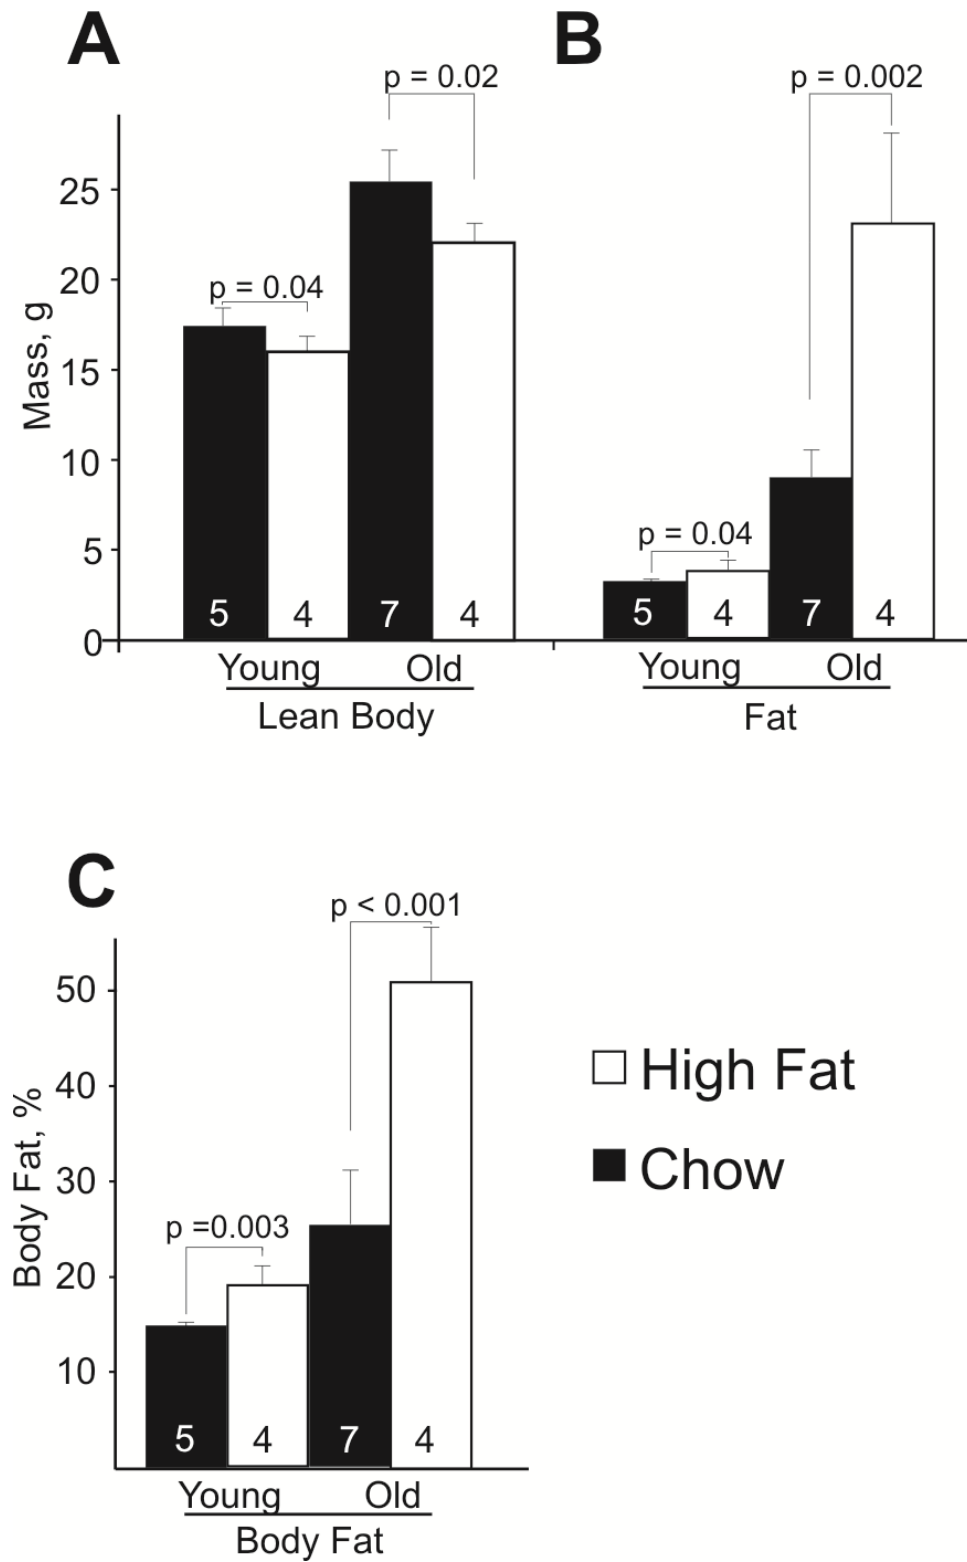 A
B
p = 0.02
p = 0.002
25
20
15
10
5
0
Mass, g
p = 0.04
p = 0.04
5
4
7
4
5
4
7
4
Young
Old
Young
Old
Lean Body
Fat
C
p < 0.001
50
40
30
20
10
Body Fat, %
p =0.003
5
4
7
4
Young
Old
Body Fat
High Fat
Chow